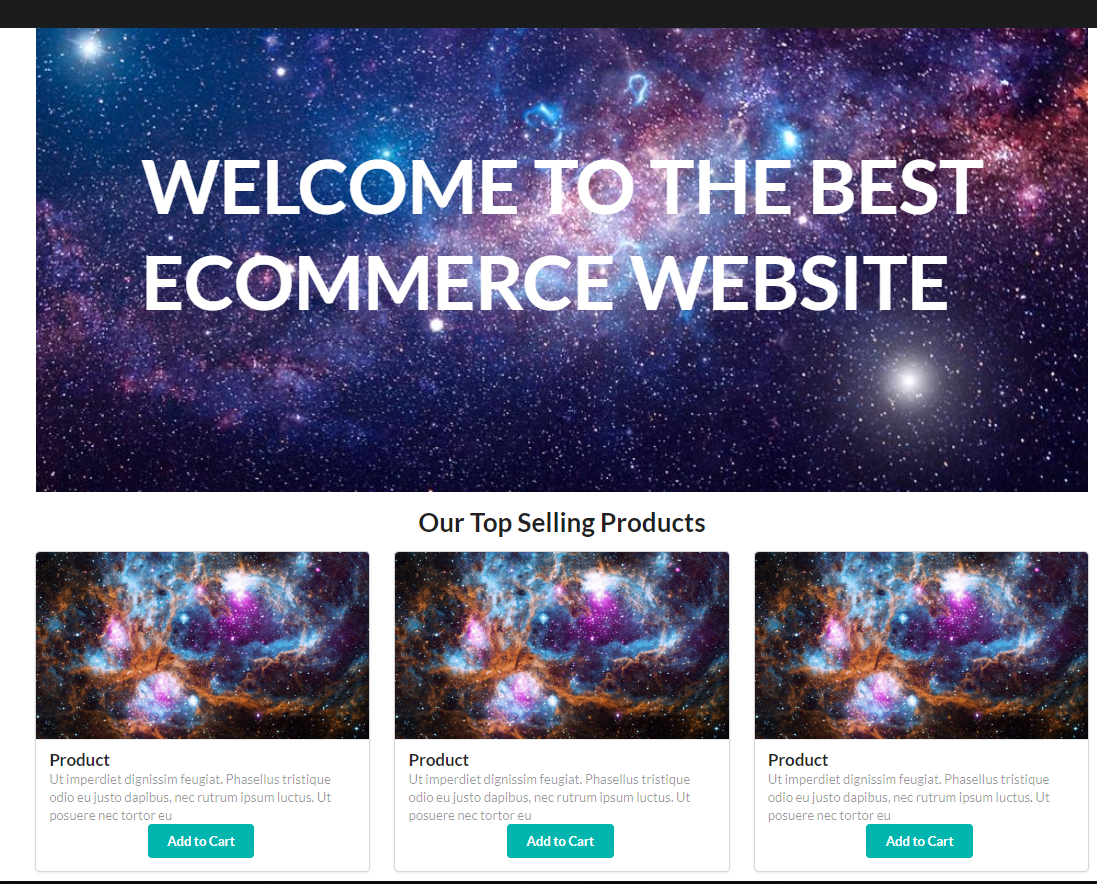 WELCOME TO THE BEST
ECOMMERCE WEBSITE
Our Top Selling Products
Product
Ut imperdiet dignissim feugiat. Phasellus tristique
odio eu justo dapibus, nec rutrum ipsum luctus. Ut
posuere nec tortor eu
Add to Cart
Product
Ut imperdiet dignissim feugiat. Phasellus tristique
odio eu justo dapibus, nec rutrum ipsum luctus. Ut
posuere nec tortor eu
Add to Cart
Product
Ut imperdiet dignissim feugiat. Phasellus tristique
odio eu justo dapibus, nec rutrum ipsum luctus. Ut
posuere nec tortor eu
Add to Cart